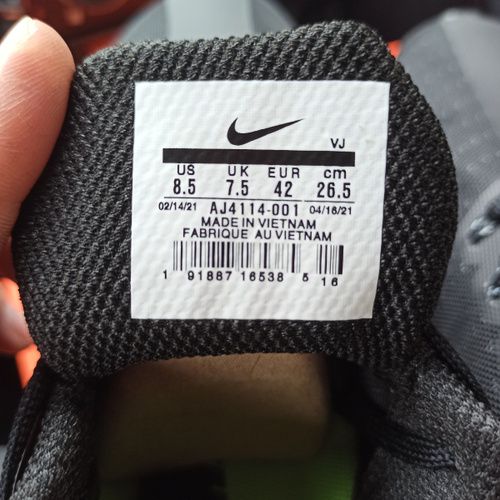 VJ
US UK EUR cm
8.5 7.5 42 26.5
02/14/21 AJ4114-001 04/16/21
MADE IN VIETNAM
FABRIQUE AU VIETNAM
1 91887 16538 5 16